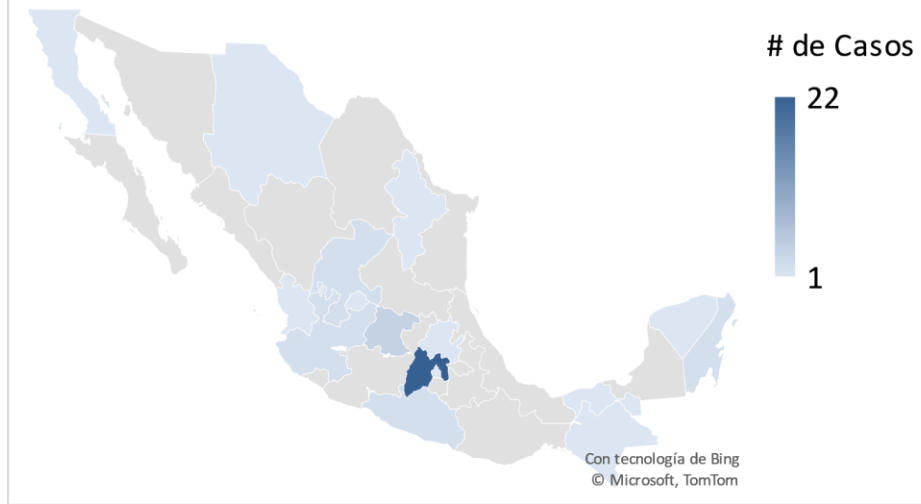 # de Casos
22
1
Con tecnología de Bing
© Microsoft, TomTom